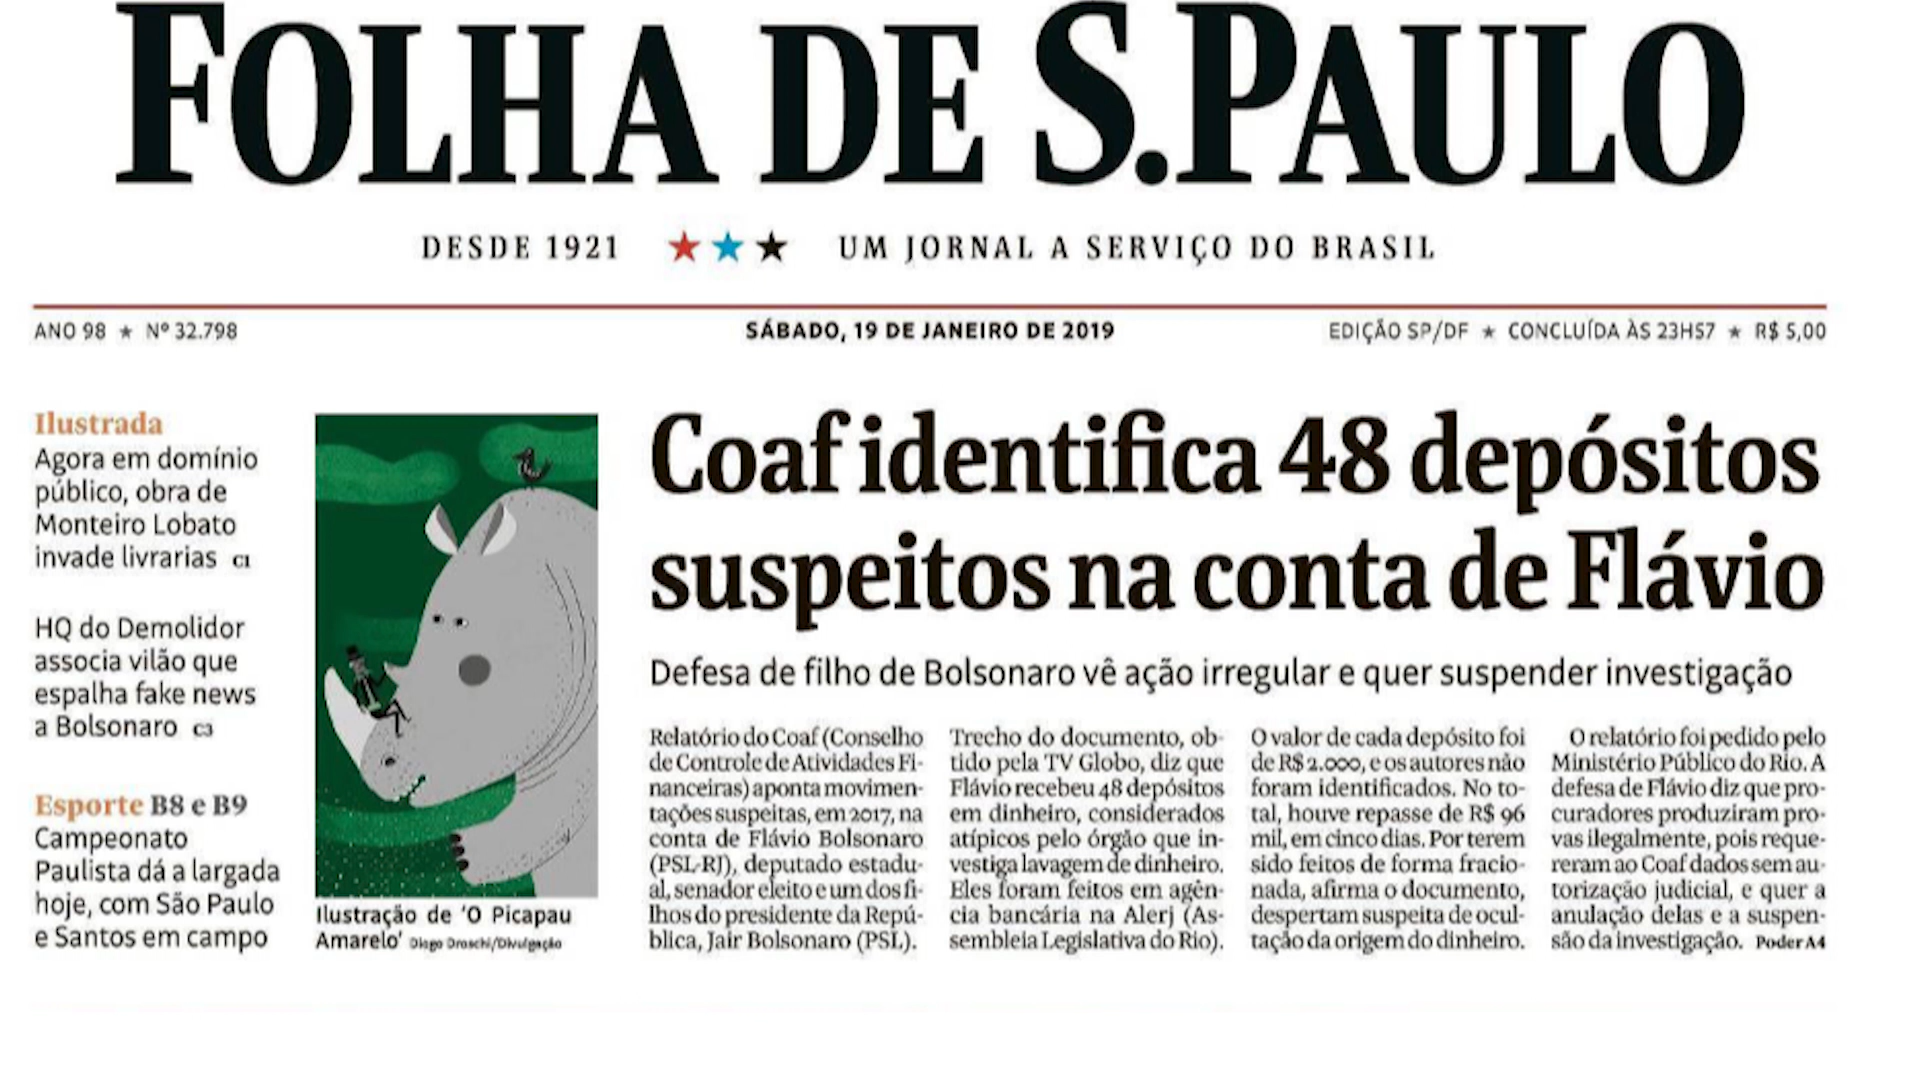 FOLHA DE S.PAULO
DESDE 1921 ★★★ UM JORNAL A SERVIÇO DO BRASIL
ANO 98 ★ Nº 32.798
SÁBADO, 19 DE JANEIRO DE 2019
EDIÇÃO SP/DF ★ CONCLUÍDA ÀS 23H57 ★ R$ 5,00
Ilustrada
Agora em domínio
público, obra de
Monteiro Lobato
invade livrarias C1
HQ do Demolidor
associa vilão que
espalha fake news
a Bolsonaro C3
Esporte B8 e B9
Campeonato
Paulista dá a largada
hoje, com São Paulo
e Santos em campo
Ilustração de 'O Picapau
Amarelo' Diogo Droschi/Divulgação
Coaf identifica 48 depósitos
suspeitos na conta de Flávio
Defesa de filho de Bolsonaro vê ação irregular e quer suspender investigação
Relatório do Coaf (Conselho
de Controle de Atividades Fi-
nanceiras) aponta movimen-
tações suspeitas, em 2017, na
conta de Flávio Bolsonaro
(PSL-RJ), deputado estadu-
al, senador eleito e um dos fi-
lhos do presidente da Repú-
blica, Jair Bolsonaro (PSL).
Trecho do documento, ob-
tido pela TV Globo, diz que
Flávio recebeu 48 depósitos
em dinheiro, considerados
atípicos pelo órgão que in-
vestiga lavagem de dinheiro.
Eles foram feitos em agên-
cia bancária na Alerj (As-
sembleia Legislativa do Rio).
O valor de cada depósito foi
de R$ 2.000, e os autores não
foram identificados. No to-
tal, houve repasse de R$ 96
mil, em cinco dias. Por terem
sido feitos de forma fracio-
nada, afirma o documento,
despertam suspeita de ocul-
tação da origem do dinheiro.
O relatório foi pedido pelo
Ministério Público do Rio. A
defesa de Flávio diz que pro-
curadores produziram pro-
vas ilegalmente, pois reque-
reram ao Coaf dados sem au-
torização judicial, e quer a
anulação delas e a suspen-
são da investigação. Poder A4